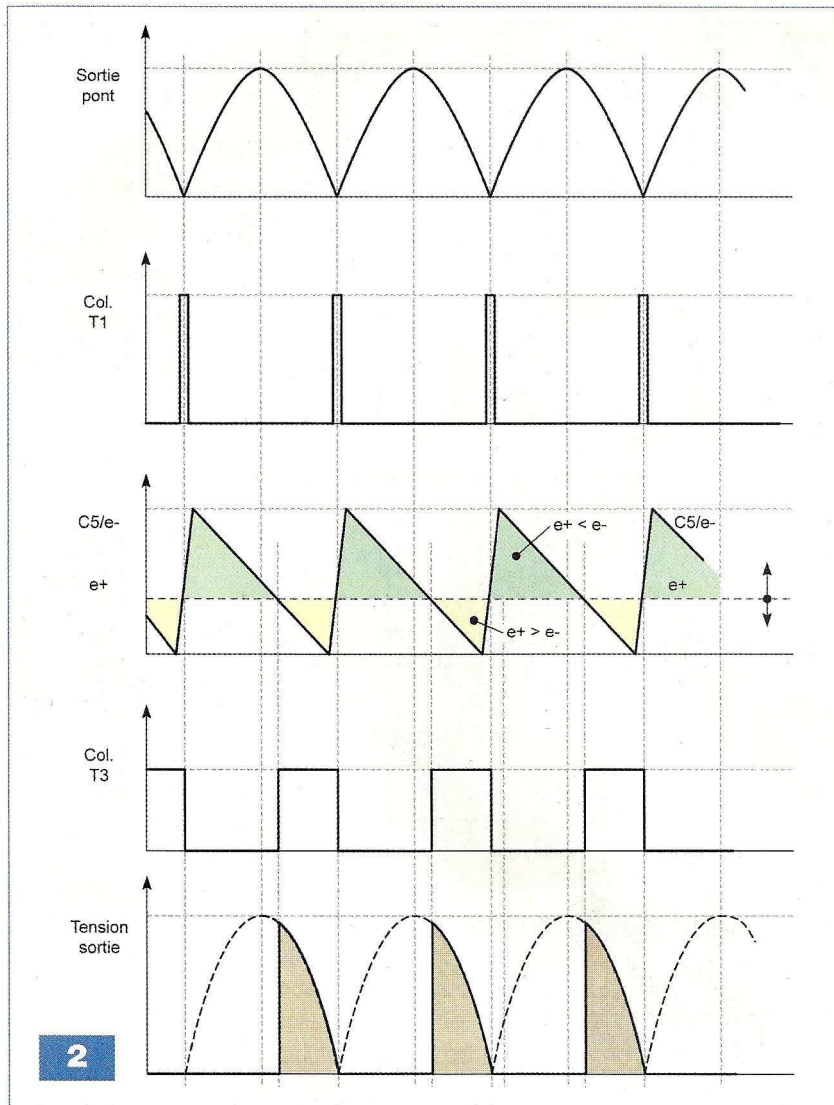 Sortie
pont
Col.
T1
C5/e-
e+ < e-
C5/e-
e+
e+
e+ > e-
Col.
T3
Tension
sortie
2